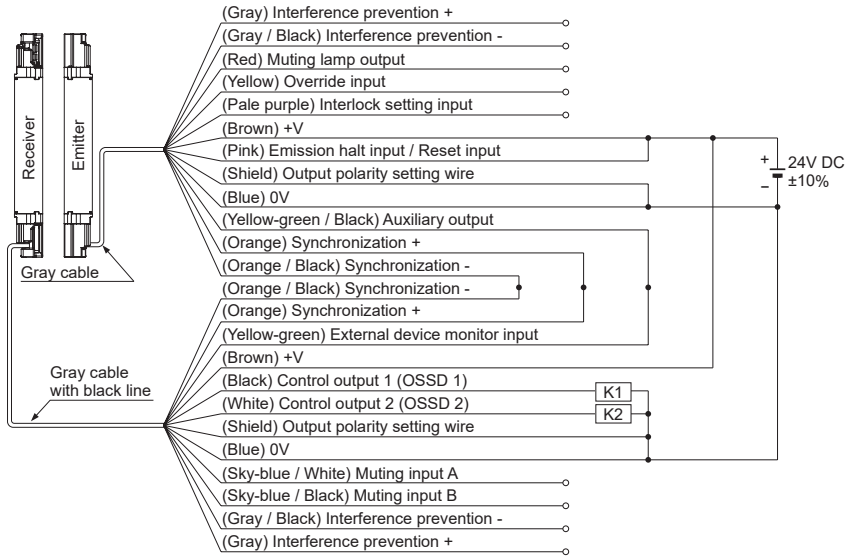 (Gray) Interference prevention +
(Gray / Black) Interference prevention -
(Red) Muting lamp output
(Yellow) Override input
(Pale purple) Interlock setting input
(Brown) +V
(Pink) Emission halt input / Reset input
(Shield) Output polarity setting wire
(Blue) 0V
(Yellow-green / Black) Auxiliary output
(Orange) Synchronization +
(Orange / Black) Synchronization -
(Orange / Black) Synchronization -
(Orange) Synchronization +
(Yellow-green) External device monitor input
(Brown) +V
(Black) Control output 1 (OSSD 1)
(White) Control output 2 (OSSD 2)
(Shield) Output polarity setting wire
(Blue) 0V
(Sky-blue / White) Muting input A
(Sky-blue / Black) Muting input B
(Gray / Black) Interference prevention -
(Gray) Interference prevention +
Receiver
Emitter
Gray cable
Gray cable
with black line
K1
K2
+
24V DC
±10%
−